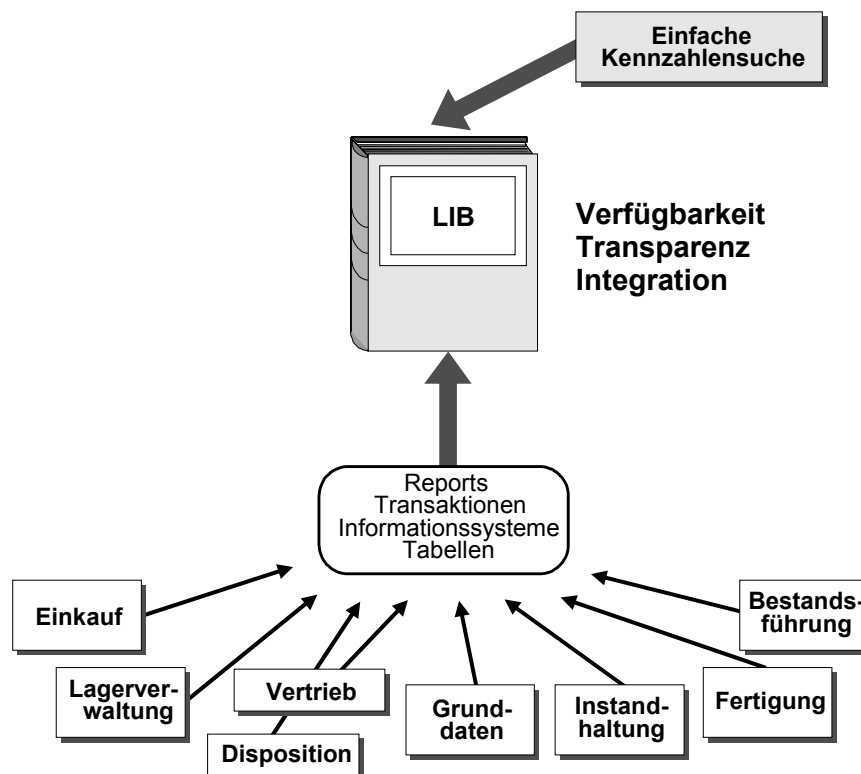 Einfache
Kennzahlensuche
LIB
Verfügbarkeit
Transparenz
Integration
Reports
Transaktionen
Informationssysteme
Tabellen
Einkauf
Lagerver-
waltung
Vertrieb
Disposition
Grund-
daten
Instand-
haltung
Fertigung
Bestands-
führung